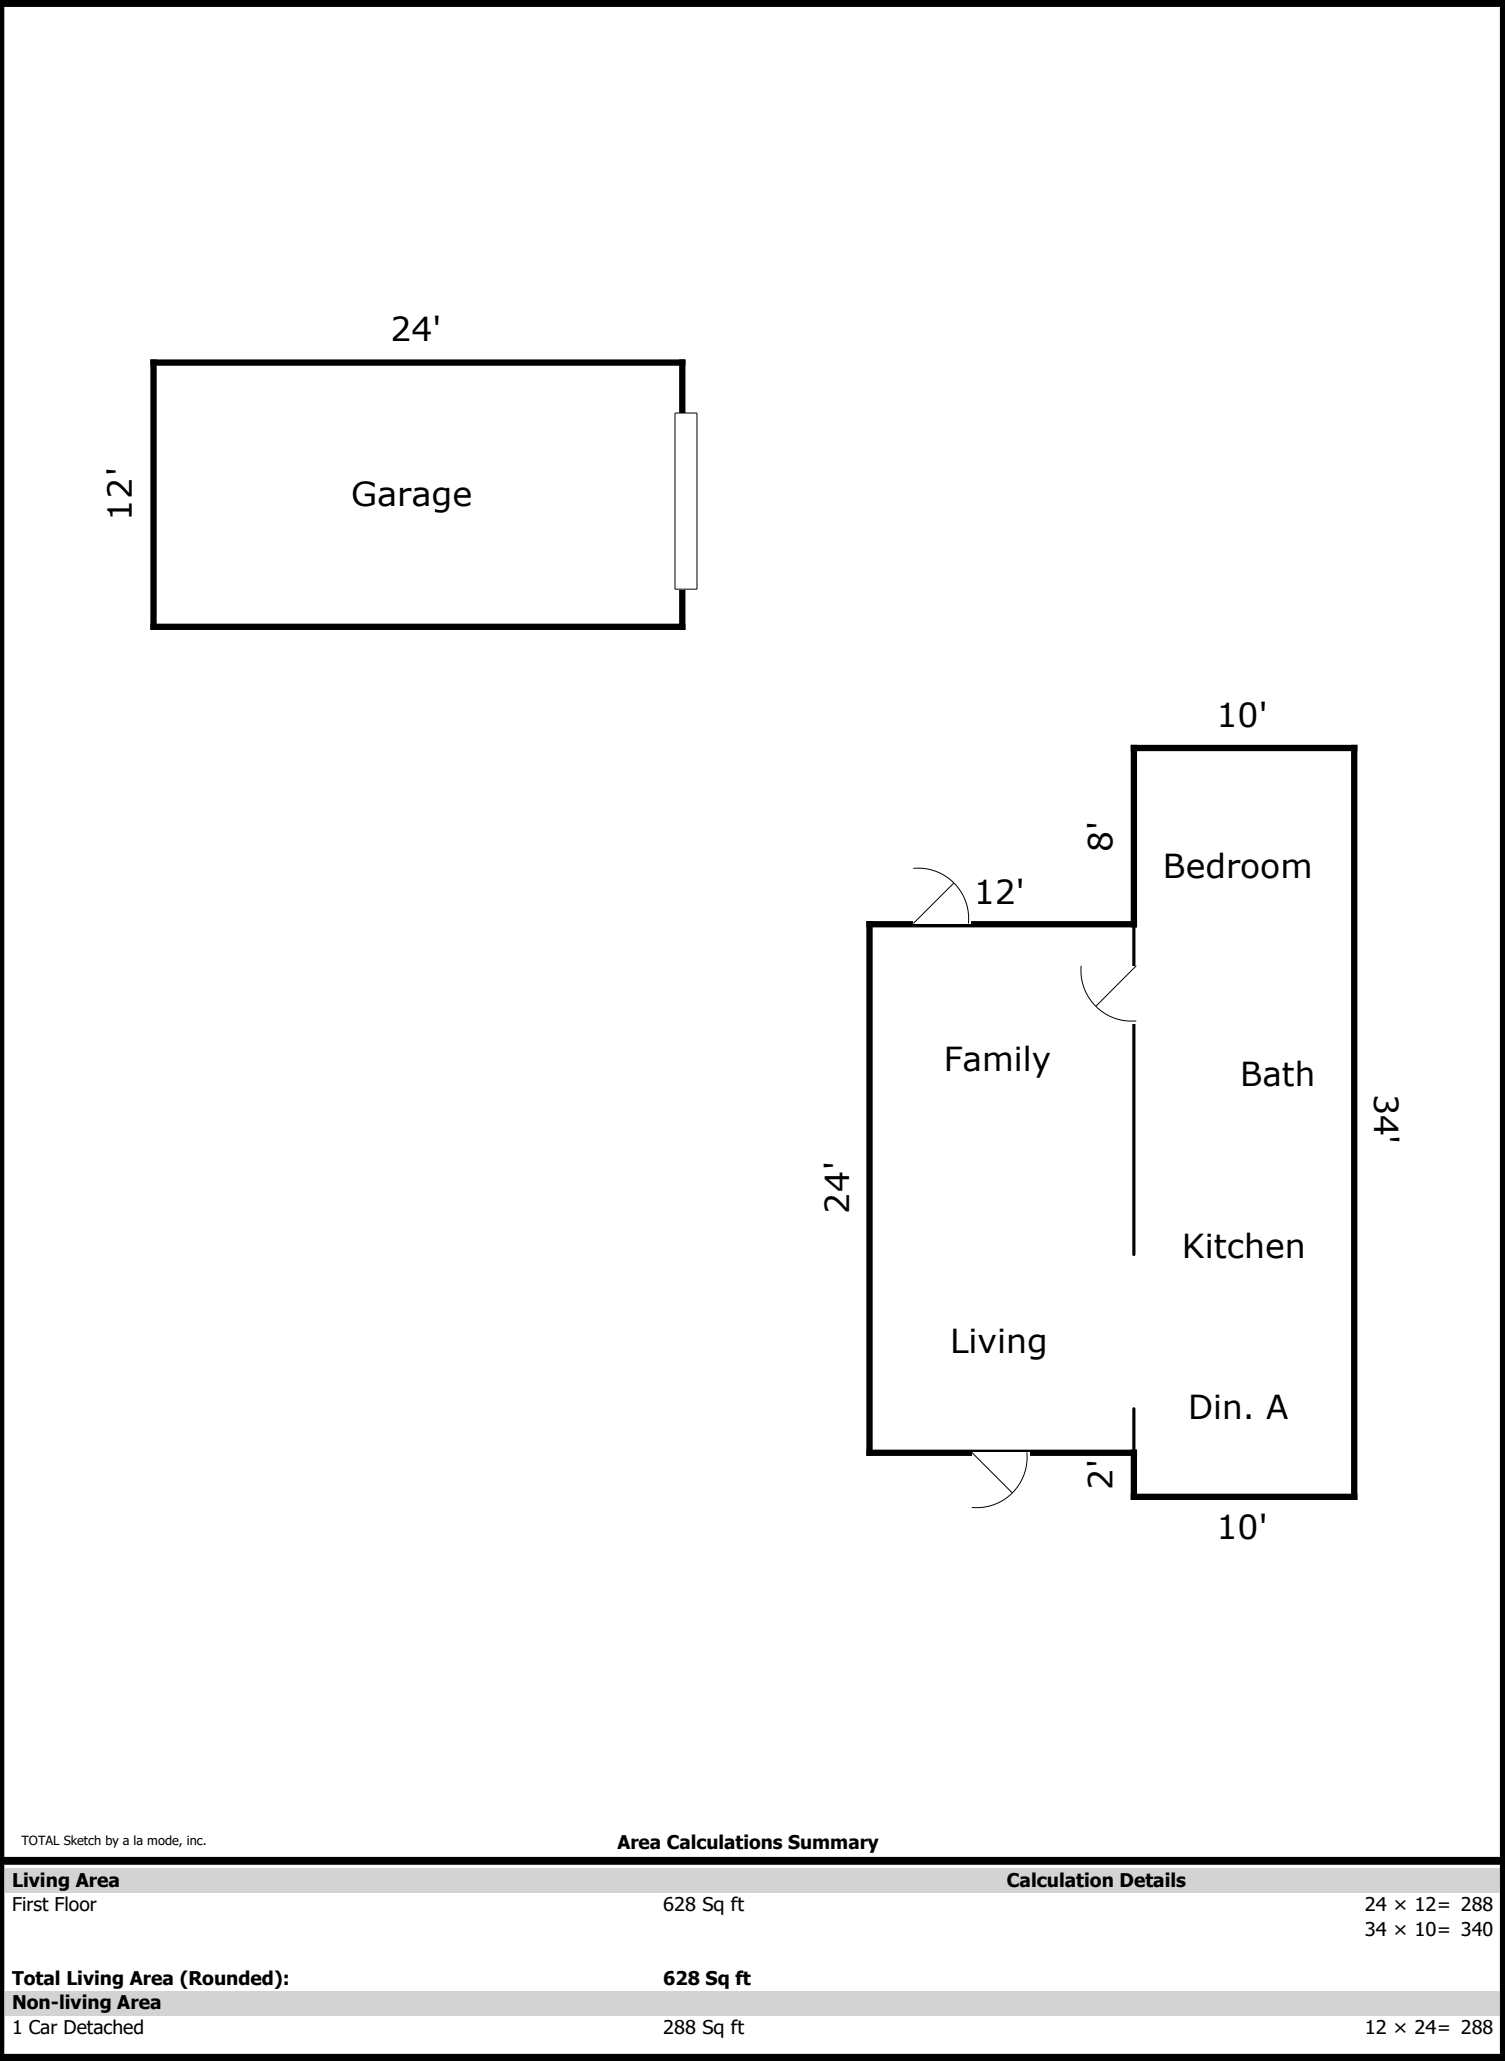 24'
12'
Garage
10'
8'
Bedroom
12'
Family
Bath
34'
24'
Kitchen
Living
Din. A
2'
10'
TOTAL Sketch by a la mode, inc.
Area Calculations Summary
Living Area Calculation Details
First Floor 628 Sq ft 24 × 12= 288
34 × 10= 340
Total Living Area (Rounded): 628 Sq ft
Non-living Area
1 Car Detached 288 Sq ft 12 × 24= 288